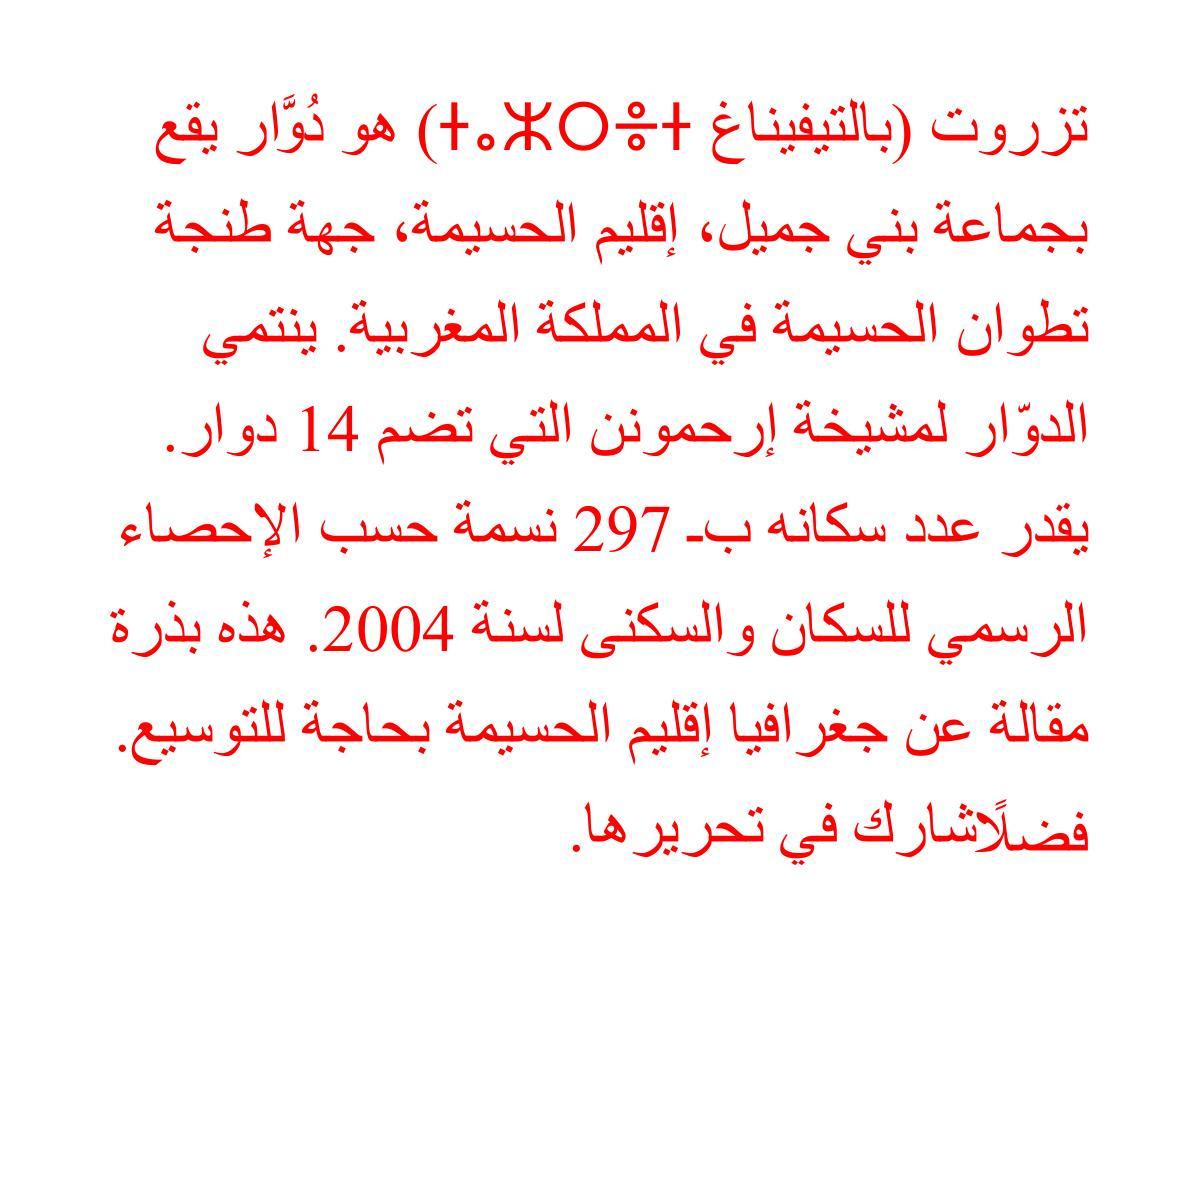 تزروت (بالتيفيناغ ⵜⴰⵣⵔⵓⵜ) هو دُوَّار يقع
بجماعة بني جميل، إقليم الحسيمة، جهة طنجة
تطوان الحسيمة في المملكة المغربية. ينتمي
الدوّار لمشيخة إرحمونن التي تضم 14 دوار.
يقدر عدد سكانه بـ 297 نسمة حسب الإحصاء
الرسمي للسكان والسكنى لسنة 2004. هذه بذرة
مقالة عن جغرافيا إقليم الحسيمة بحاجة للتوسيع.
فضلًاشارك في تحريرها.